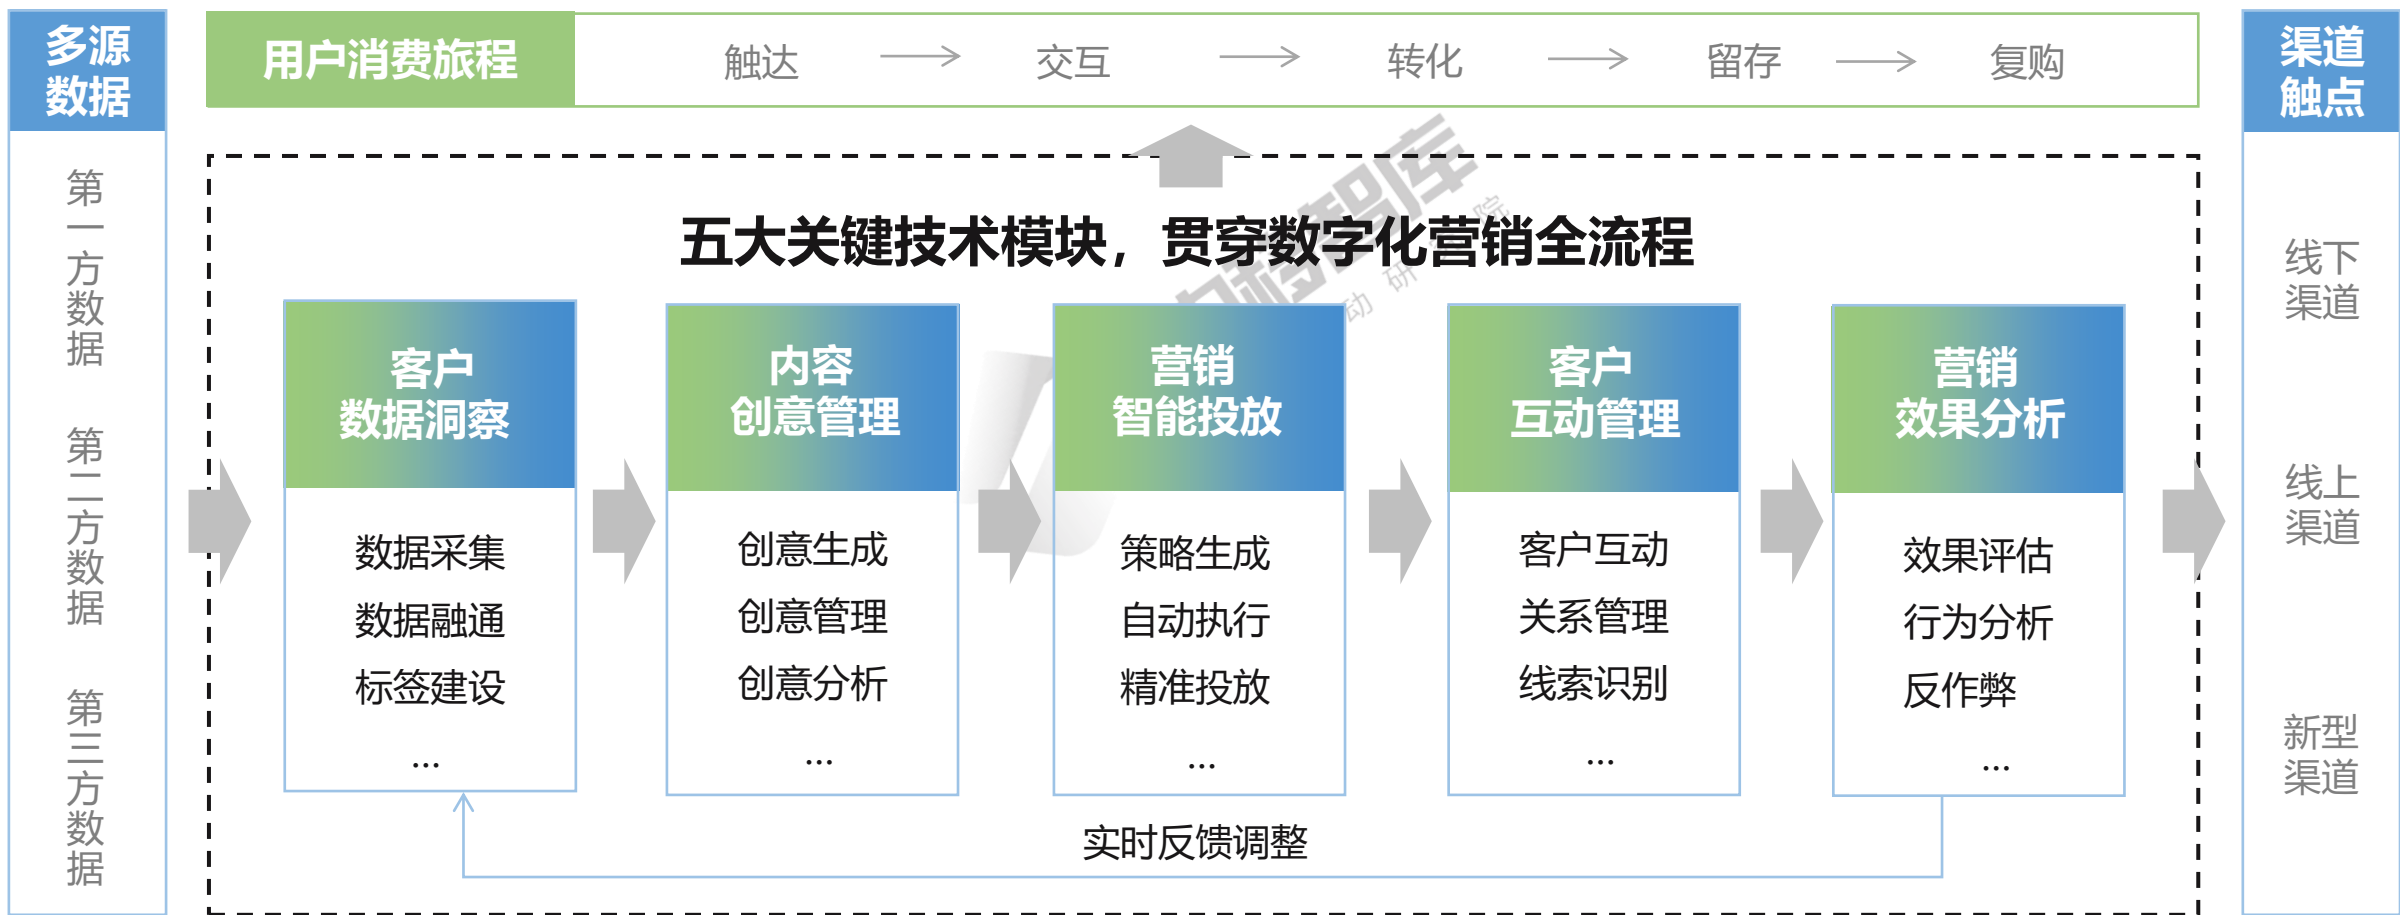 多源
数据
第一方数据
第二方数据
第三方数据
用户消费旅程
触达
交互
转化
留存
复购
五大关键技术模块，贯穿数字化营销全流程
客户
数据洞察
数据采集
数据融通
标签建设
...
内容
创意管理
创意生成
创意管理
创意分析
...
营销
智能投放
策略生成
自动执行
精准投放
...
客户
互动管理
客户互动
关系管理
线索识别
...
营销
效果分析
效果评估
行为分析
反作弊
...
实时反馈调整
渠道
触点
线下
渠道
线上
渠道
新型
渠道